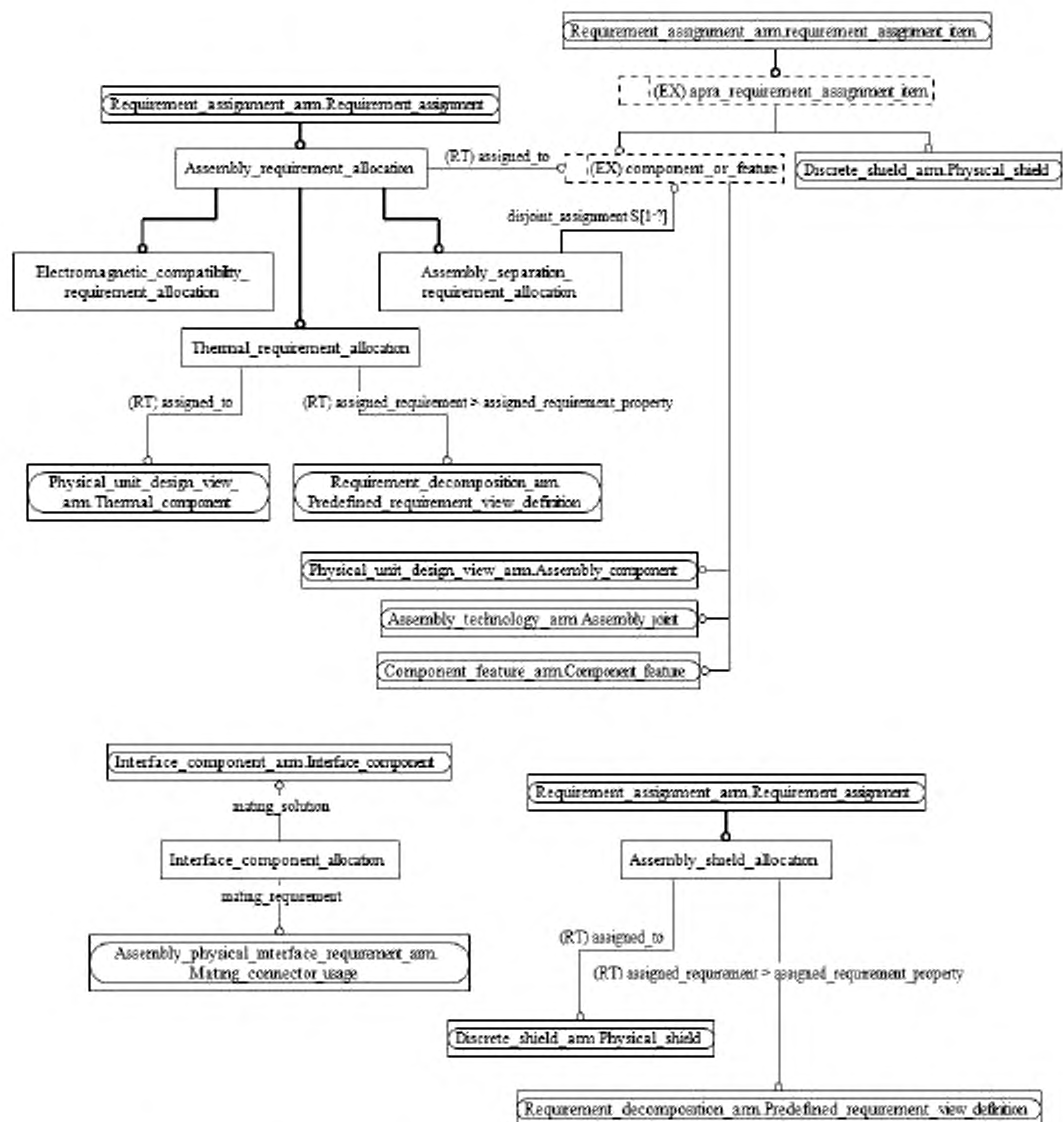 Requirement_assignment_arm.requirement_assignment_item
(EX) apra_requirement_assignment_item
Requirement_assignment_arm.Requirement_assignment
Assembly_requirement_allocation
(RT) assigned_to
(EX) component_or_feature
Discrete_shield_arm.Physical_shield
disjoint_assignment S[1-?]
Electromagnetic_compatibility_
requirement_allocation
Assembly_separation_
requirement_allocation
Thermal_requirement_allocation
(RT) assigned_to
(RT) assigned_requirement > assigned_requirement_property
Physical_unit_design_view_
arm.Thermal_component
Requirement_decomposition_arm.
Predefined_requirement_view_definition
Physical_unit_design_view_arm.Assembly_component
Assembly_technology_arm.Assembly_joint
Component_feature_arm.Component_feature
Interface_component_arm.Interface_component
mating_solution
Interface_component_allocation
mating_requirement
Assembly_physical_interface_requirement_arm.
Mating_connector_usage
Requirement_assignment_arm.Requirement_assignment
Assembly_shield_allocation
(RT) assigned_to
(RT) assigned_requirement > assigned_requirement_property
Discrete_shield_arm.Physical_shield
Requirement_decomposition_arm.Predefined_requirement_view_definition